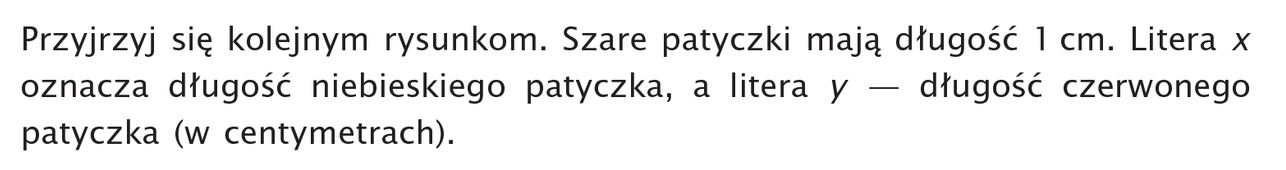 Przyjrzyj się kolejnym rysunkom. Szare patyczki mają długość 1 cm. Litera x
oznacza długość niebieskiego patyczka, a litera y — długość czerwonego
patyczka (w centymetrach).